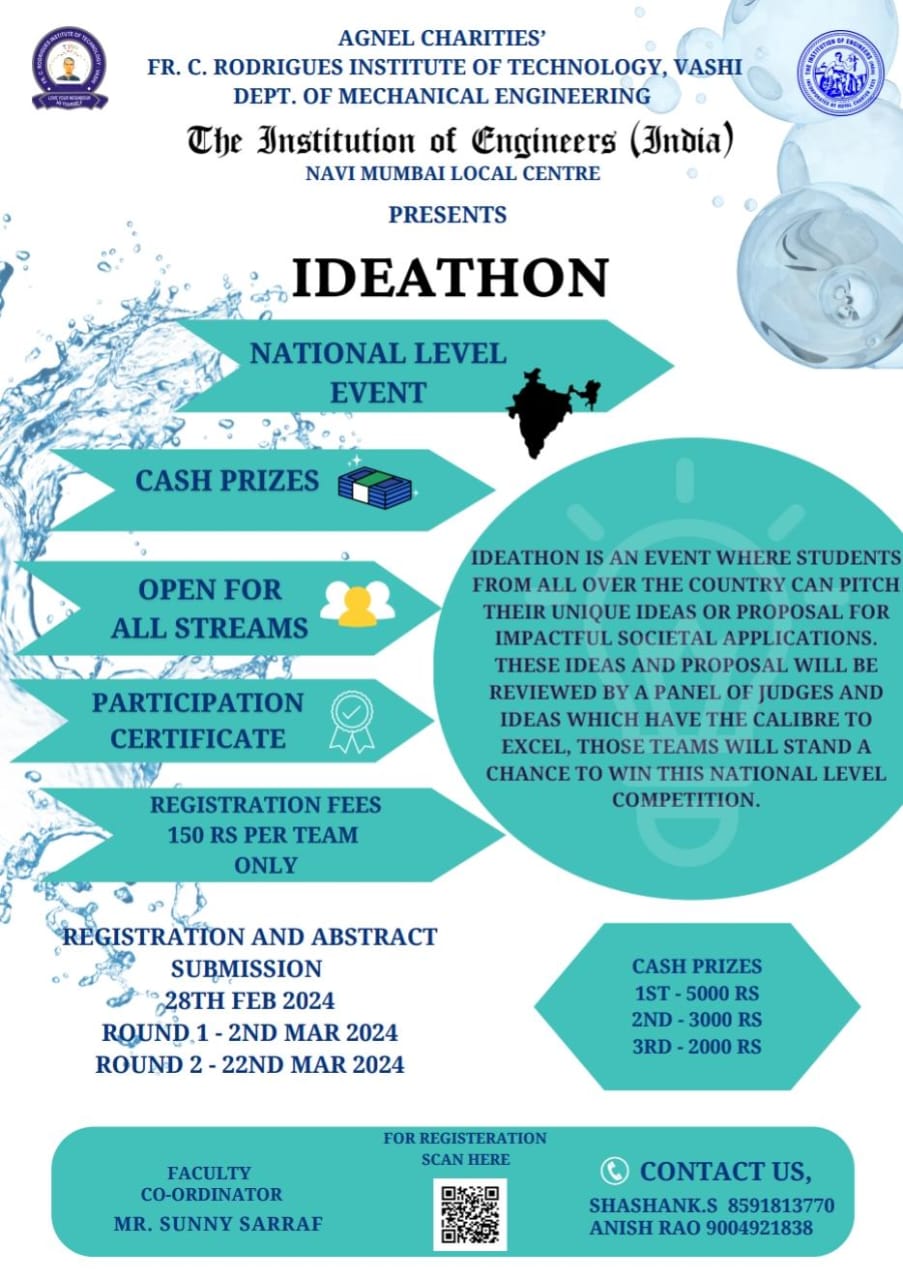 AGNEL CHARITIES'
FR. C. RODRIGUES INSTITUTE OF TECHNOLOGY, VASHI
DEPT. OF MECHANICAL ENGINEERING
The Institution of Engineers (India)
NAVI MUMBAI LOCAL CENTRE
PRESENTS
IDEATHON
NATIONAL LEVEL
EVENT
CASH PRIZES
OPEN FOR
ALL STREAMS
PARTICIPATION
CERTIFICATE
REGISTRATION FEES
150 RS PER TEAM
ONLY
IDEATHON IS AN EVENT WHERE STUDENTS
FROM ALL OVER THE COUNTRY CAN PITCH
THEIR UNIQUE IDEAS OR PROPOSAL FOR
IMPACTFUL SOCIETAL APPLICATIONS.
THESE IDEAS AND PROPOSAL WILL BE
REVIEWED BY A PANEL OF JUDGES AND
IDEAS WHICH HAVE THE CALIBRE TO
EXCEL, THOSE TEAMS WILL STAND A
CHANCE TO WIN THIS NATIONAL LEVEL
COMPETITION.
REGISTRATION AND ABSTRACT
SUBMISSION
28TH FEB 2024
ROUND 1 - 2ND MAR 2024
ROUND 2 - 22ND MAR 2024
CASH PRIZES
1ST - 5000 RS
2ND - 3000 RS
3RD - 2000 RS
FACULTY
CO-ORDINATOR
MR. SUNNY SARRAF
FOR REGISTERATION
SCAN HERE
CONTACT US,
SHASHANK.S 8591813770
ANISH RAO 9004921838